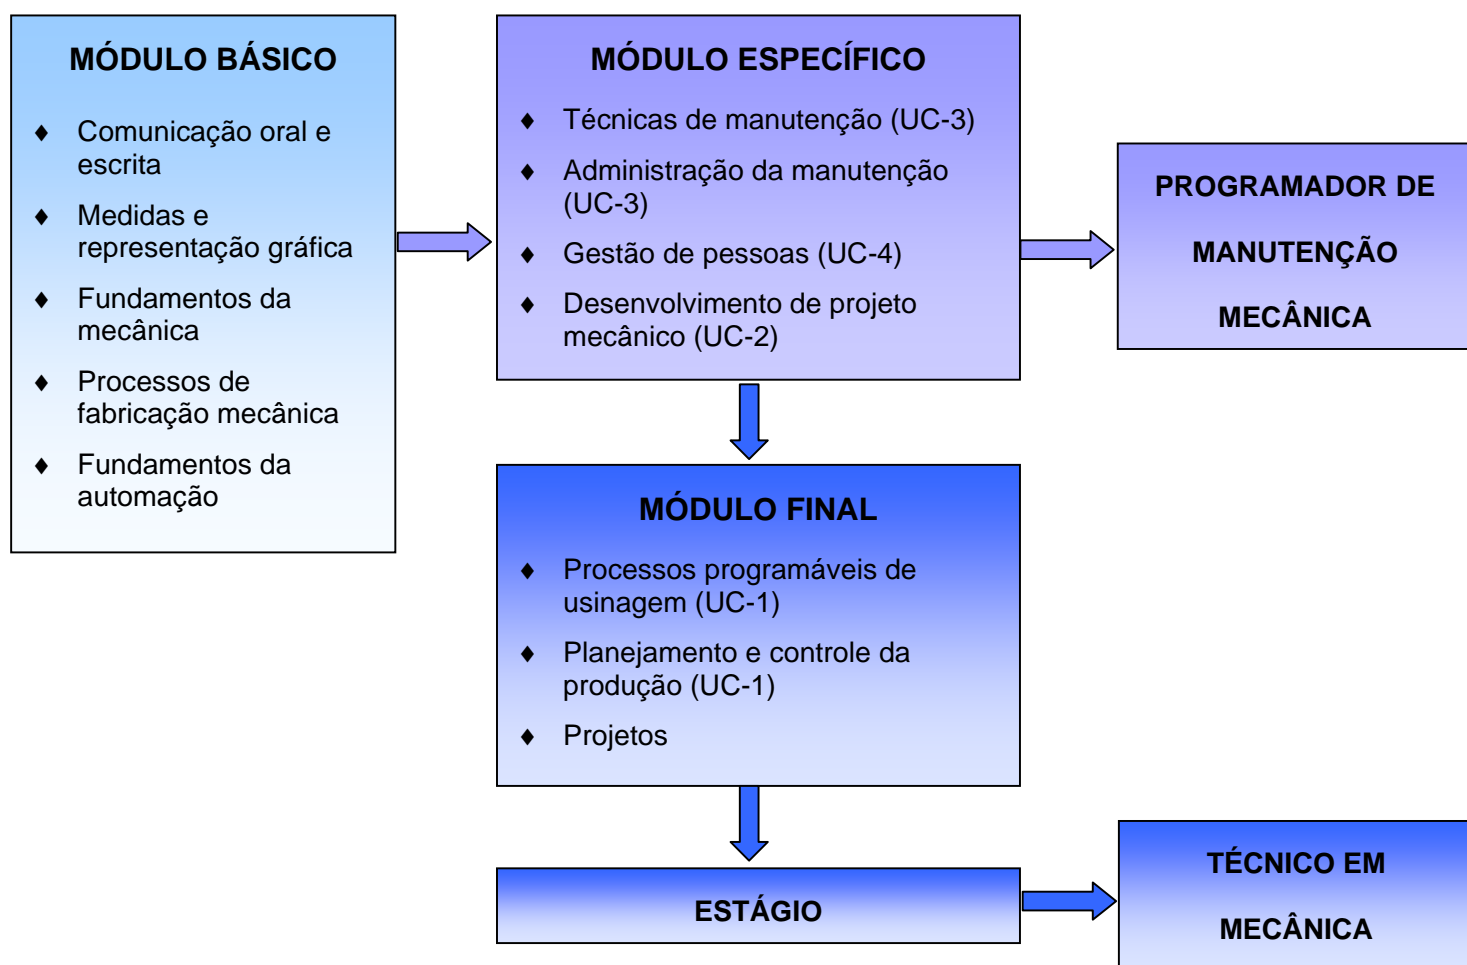 MÓDULO BÁSICO
♦ Comunicação oral e
escrita
♦ Medidas e
representação gráfica
♦ Fundamentos da
mecânica
♦ Processos de
fabricação mecânica
♦ Fundamentos da
automação
MÓDULO ESPECÍFICO
♦ Técnicas de manutenção (UC-3)
♦ Administração da manutenção
(UC-3)
♦ Gestão de pessoas (UC-4)
♦ Desenvolvimento de projeto
mecânico (UC-2)
PROGRAMADOR DE
MANUTENÇÃO
MECÂNICA
MÓDULO FINAL
♦ Processos programáveis de
usinagem (UC-1)
♦ Planejamento e controle da
produção (UC-1)
♦ Projetos
ESTÁGIO
TÉCNICO EM
MECÂNICA